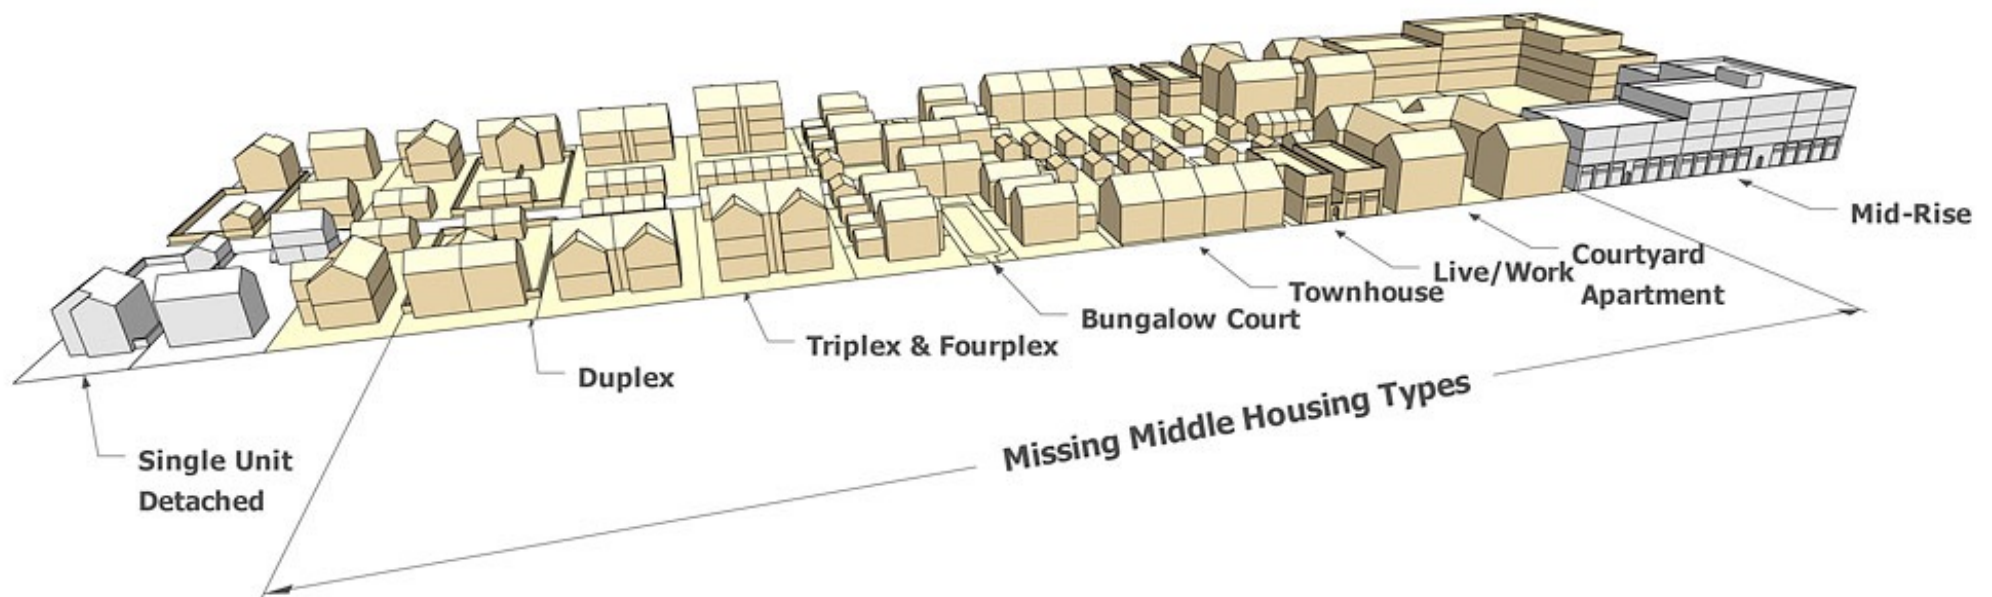 Single Unit
Detached
Duplex
Triplex & Fourplex
Bungalow Court
Townhouse
Live/Work
Courtyard
Apartment
Mid-Rise
Missing Middle Housing Types